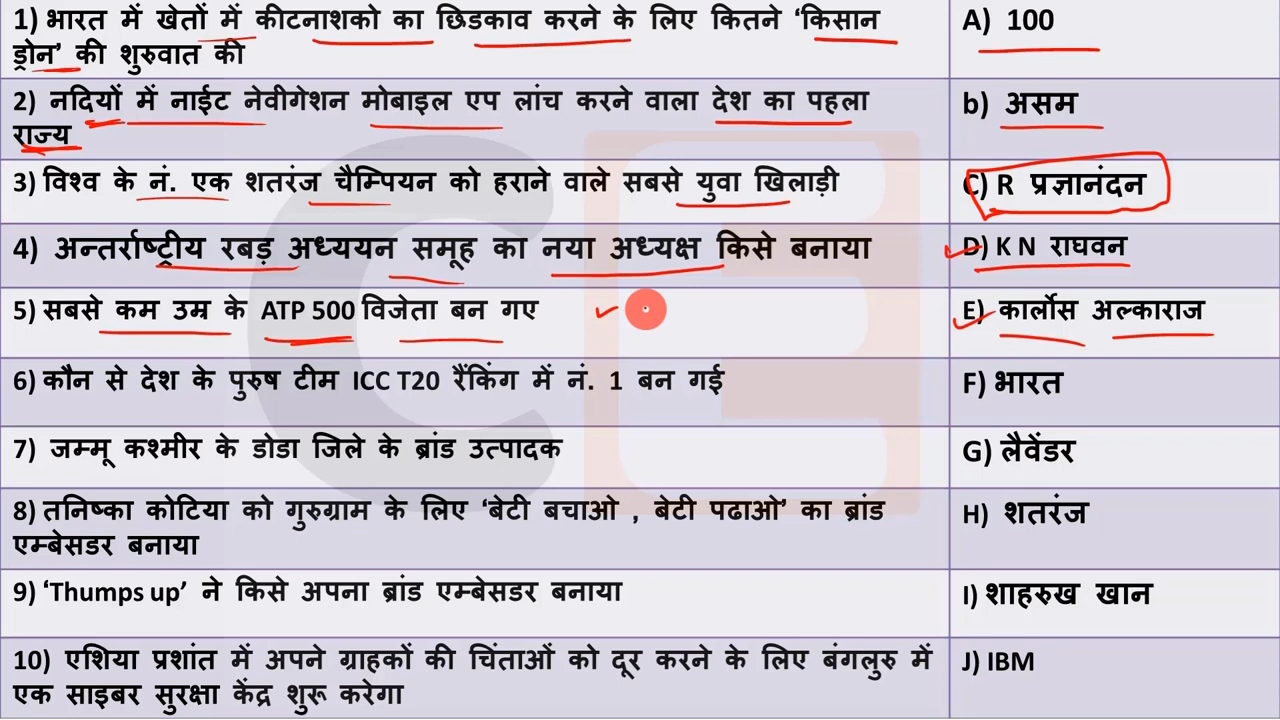 1) भारत में खेतों में कीटनाशको का छिडकाव करने के लिए कितने ‘किसान
ड्रोन’ की शुरुवात की
A) 100
2) नदियों में नाईट नेवीगेशन मोबाइल एप लांच करने वाला देश का पहला
राज्य
b) असम
3) विश्व के नं. एक शतरंज चैम्पियन को हराने वाले सबसे युवा खिलाड़ी
C) R प्रज्ञानंदन
4) अन्तर्राष्ट्रीय रबड़ अध्ययन समूह का नया अध्यक्ष किसे बनाया
D) K N राघवन
5) सबसे कम उम्र के ATP 500 विजेता बन गए
E) कार्लोस अल्काराज
6) कौन से देश के पुरुष टीम ICC T20 रैंकिंग में नं. 1 बन गई
F) भारत
7) जम्मू कश्मीर के डोडा जिले के ब्रांड उत्पादक
G) लैवेंडर
8) तनिष्का कोटिया को गुरुग्राम के लिए ‘बेटी बचाओ , बेटी पढाओ’ का ब्रांड
एम्बेसडर बनाया
H) शतरंज
9) ‘Thumps up’ ने किसे अपना ब्रांड एम्बेसडर बनाया
I) शाहरुख खान
10) एशिया प्रशांत में अपने ग्राहकों की चिंताओं को दूर करने के लिए बंगलुरु में
एक साइबर सुरक्षा केंद्र शुरू करेगा
J) IBM
CE